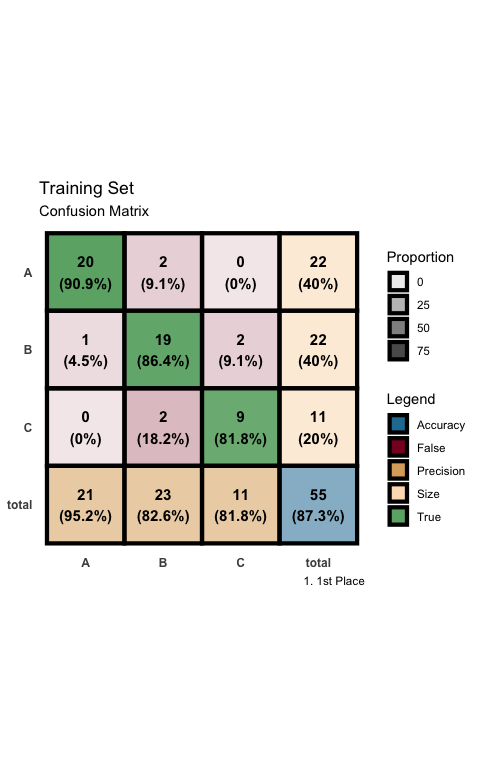 Training Set
Confusion Matrix
A
20 2 0 22
(90.9%) (9.1%) (0%) (40%)
B
1 19 2 22
(4.5%) (86.4%) (9.1%) (40%)
C
0 2 9 11
(0%) (18.2%) (81.8%) (20%)
total
21 23 11 55
(95.2%) (82.6%) (81.8%) (87.3%)
A B C total
1. 1st Place
Proportion
0
25
50
75
Legend
Accuracy
False
Precision
Size
True